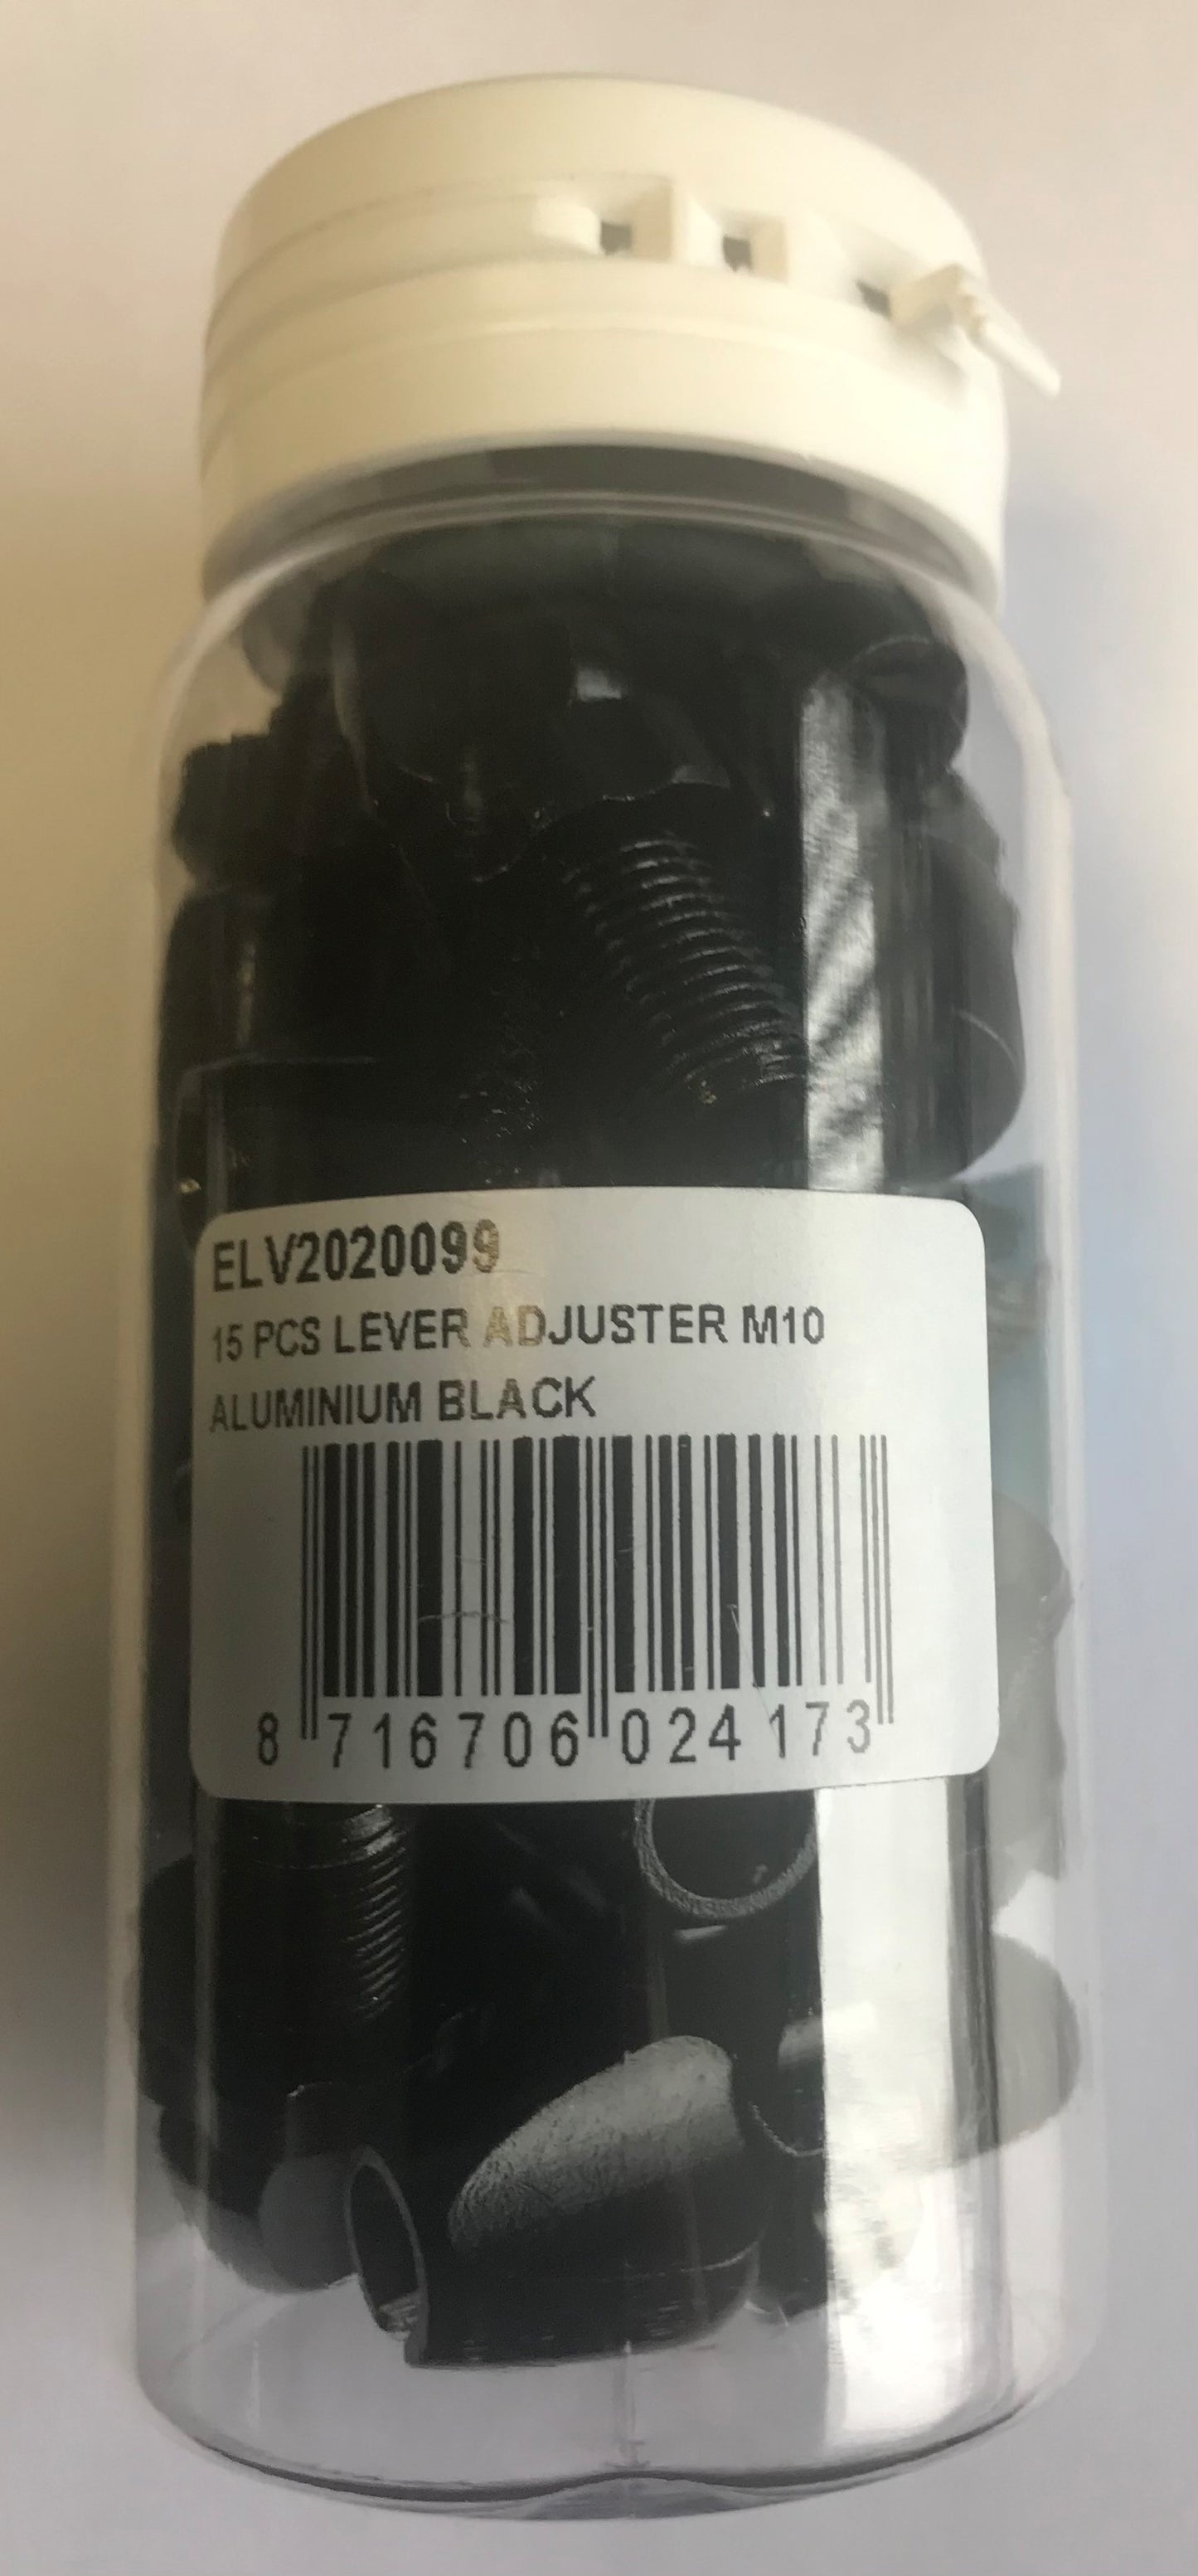 ELV2020099
15 PCS LEVER ADJUSTER M10
ALUMINIUM BLACK
8 716706 024173